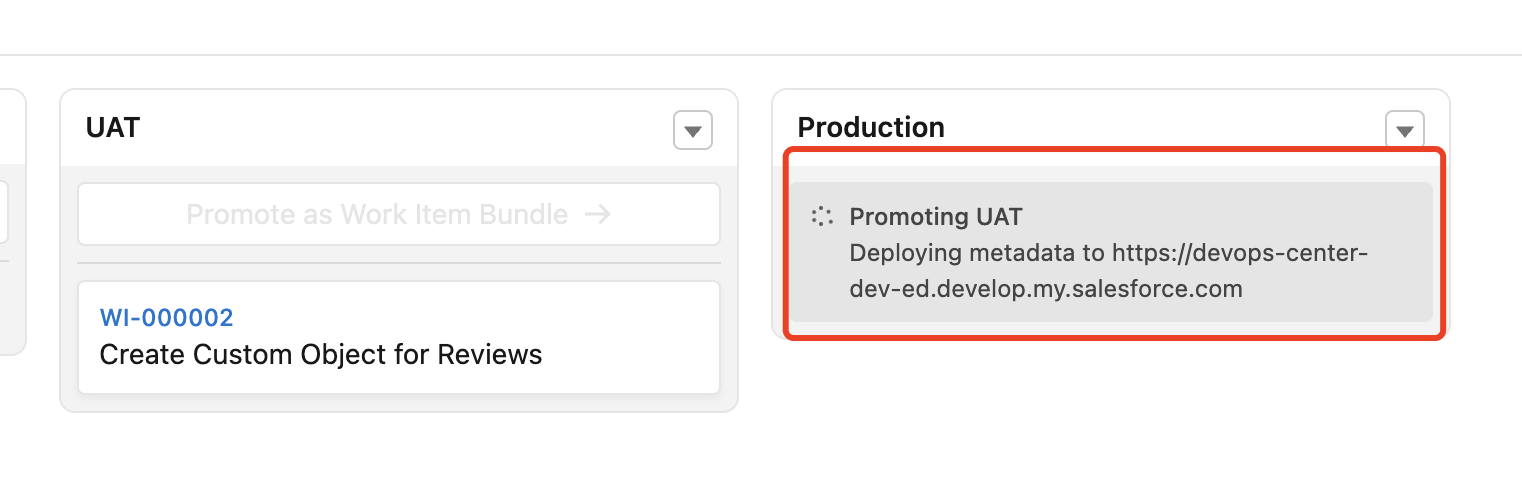 UAT
Promote as Work Item Bundle →
WI-000002
Create Custom Object for Reviews
Production
Promoting UAT
Deploying metadata to https://devops-center-
dev-ed.develop.my.salesforce.com